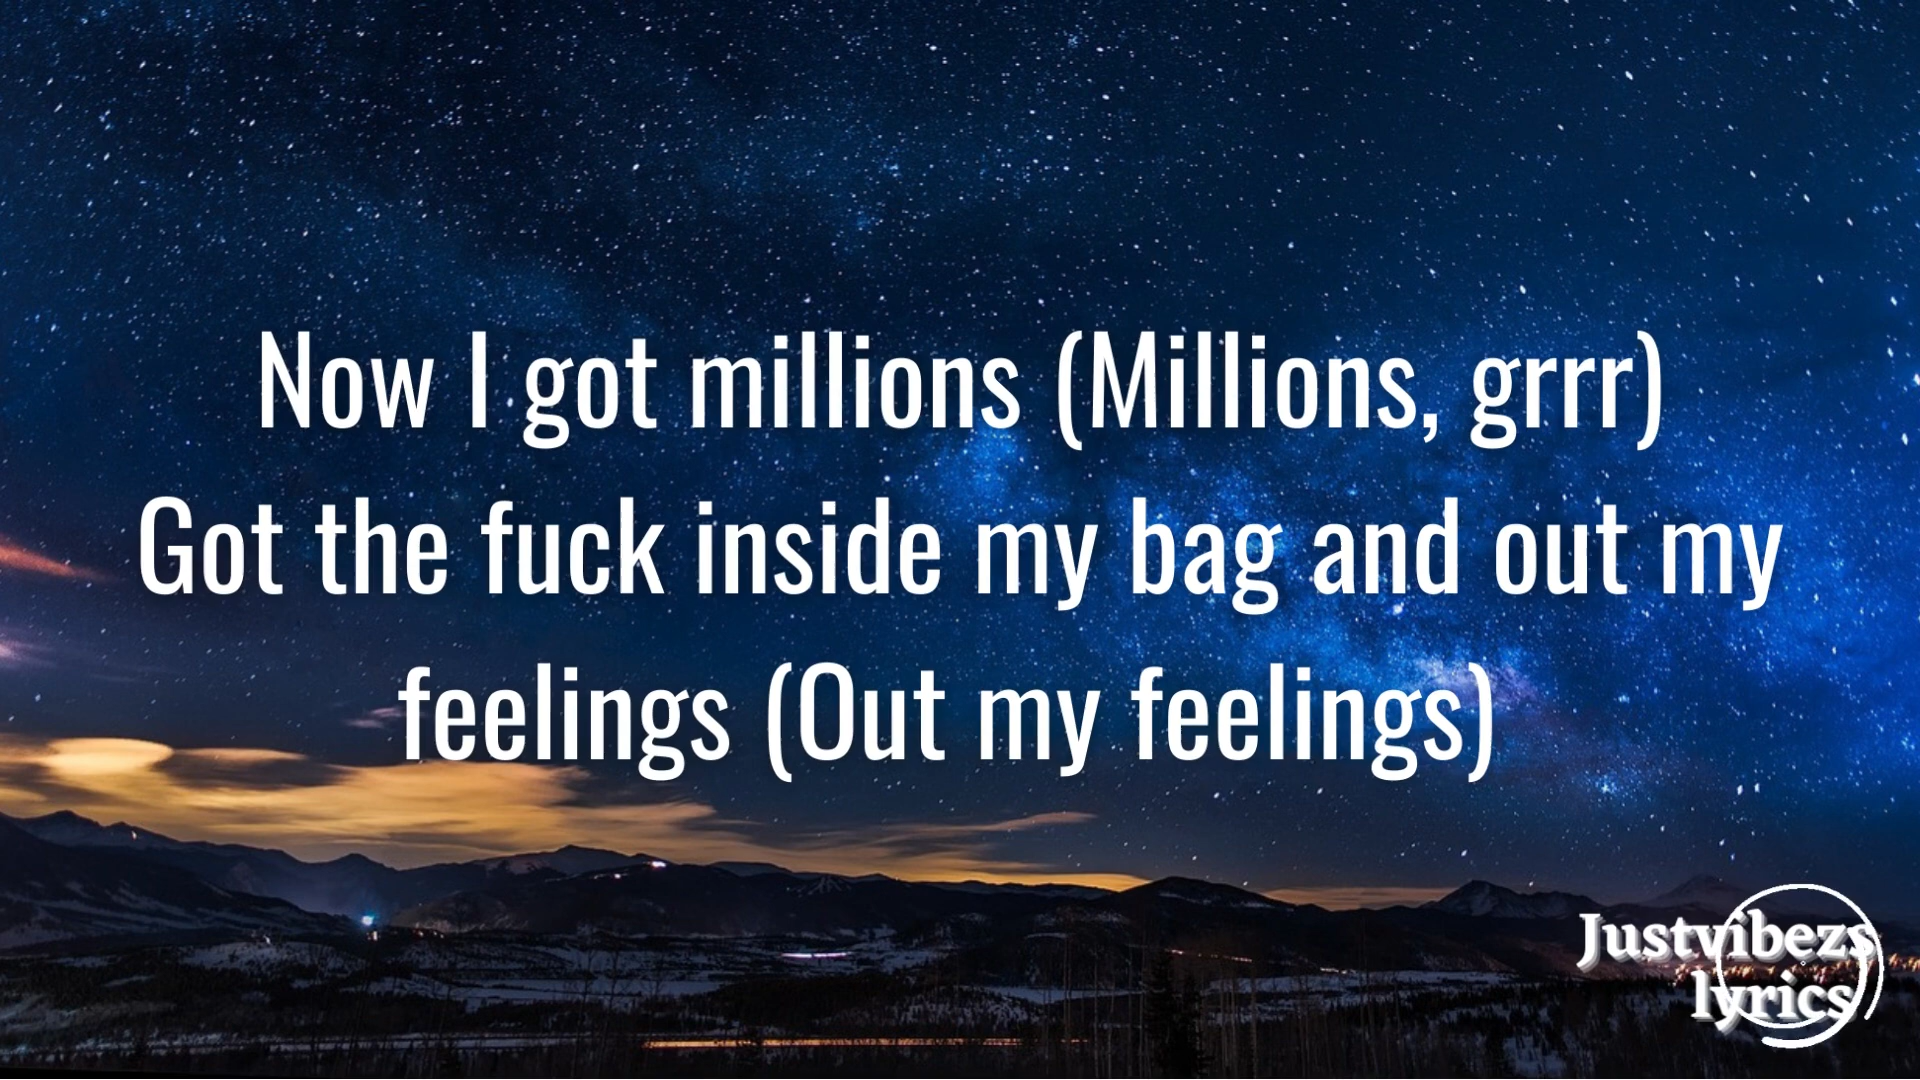 Now I got millions (Millions, grrr)
Got the fuck inside my bag and out my
feelings (Out my feelings)
Justvibezs
lyrics